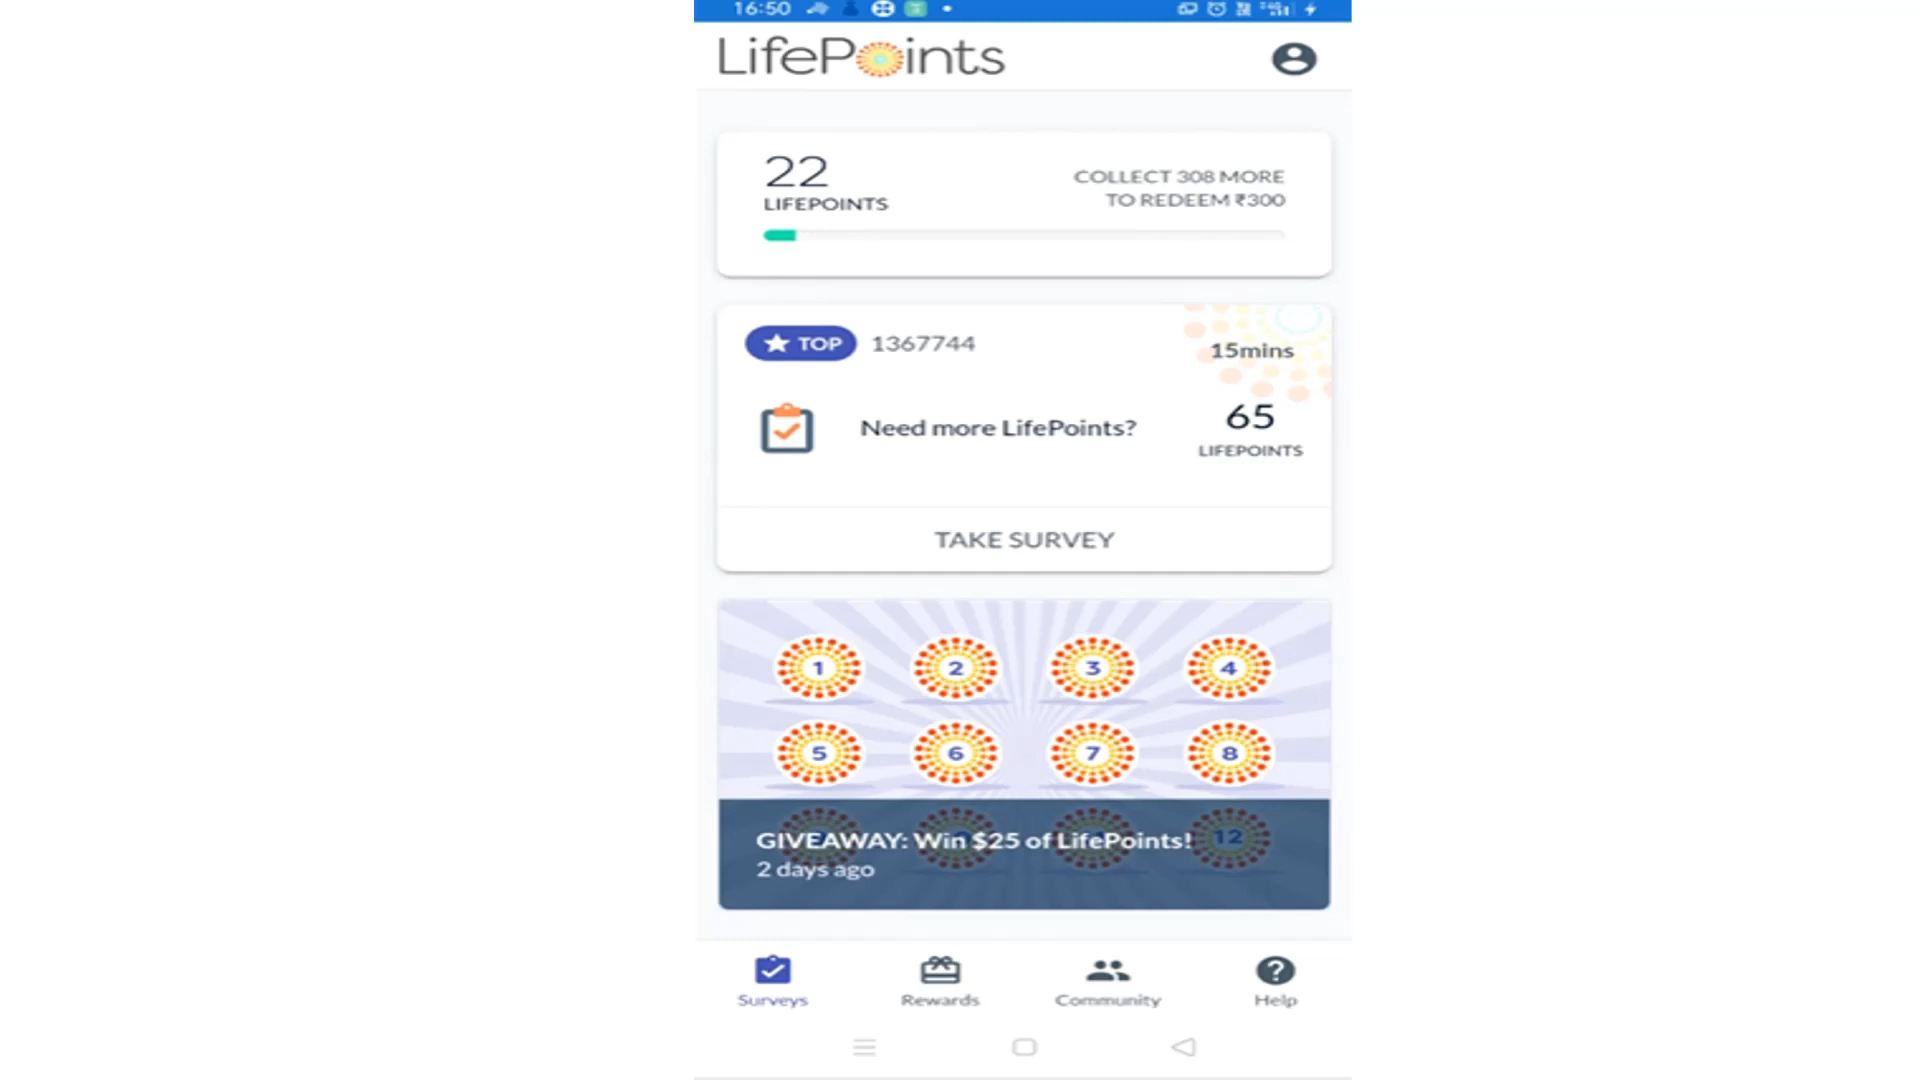 16:50
LifePoints
22
LIFEPOINTS
COLLECT 308 MORE
TO REDEEM ₹300
TOP 1367744
15mins
Need more LifePoints?
65
LIFEPOINTS
TAKE SURVEY
1 2 3 4
5 6 7 8
12
GIVEAWAY: Win $25 of LifePoints!
2 days ago
Surveys Rewards Community Help